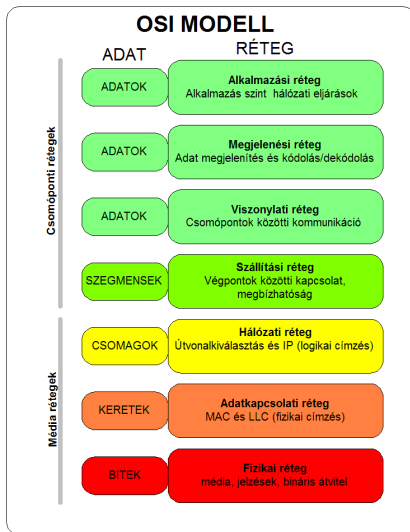 OSI MODELL
ADAT
RÉTEG
Csomóponti rétegek
ADATOK
Alkalmazási réteg
Alkalmazás szint hálózati eljárások
ADATOK
Megjelenési réteg
Adat megjelenítés és kódolás/dekódolás
ADATOK
Viszonylati réteg
Csomópontok közötti kommunikáció
SZEGMENSEK
Szállítási réteg
Végpontok közötti kapcsolat,
megbízhatóság
Média rétegek
CSOMAGOK
Hálózati réteg
Útvonalkiválasztás és IP (logikai címzés)
KERETEK
Adatkapcsolati réteg
MAC és LLC (fizikai címzés)
BITEK
Fizikai réteg
média, jelzések, bináris átvitel